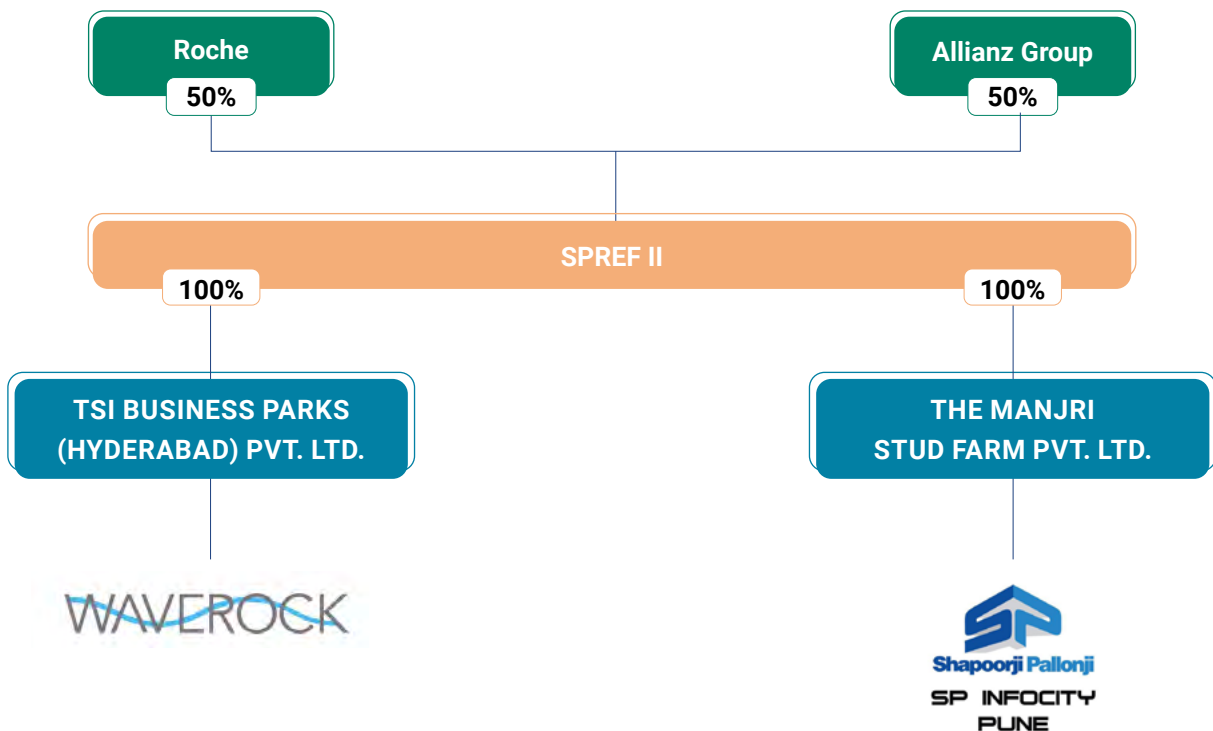 Roche
Allianz Group
50%
50%
SPREF II
100%
100%
TSI BUSINESS PARKS
(HYDERABAD) PVT. LTD.
THE MANJRI
STUD FARM PVT. LTD.
WAVEROCK
SP
Shapoorji Pallonji
SP INFOCITY
PUNE